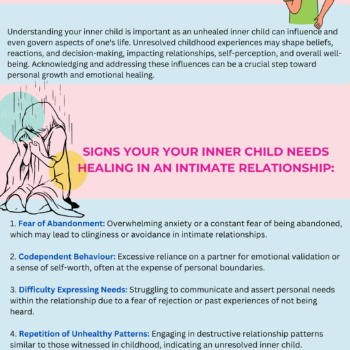 Understanding your inner child is important as an unhealed inner child can influence and
even govern aspects of one's life. Unresolved childhood experiences may shape beliefs,
reactions, and decision-making, impacting relationships, self-perception, and overall well-
being. Acknowledging and addressing these influences can be a crucial step toward
personal growth and emotional healing.
SIGNS YOUR YOUR INNER CHILD NEEDS
HEALING IN AN INTIMATE RELATIONSHIP:
1. Fear of Abandonment: Overwhelming anxiety or a constant fear of being abandoned,
which may lead to clinginess or avoidance in intimate relationships.
2. Codependent Behaviour: Excessive reliance on a partner for emotional validation or
a sense of self-worth, often at the expense of personal boundaries.
3. Difficulty Expressing Needs: Struggling to communicate and assert personal needs
within the relationship due to a fear of rejection or past experiences of not being
heard.
4. Repetition of Unhealthy Patterns: Engaging in destructive relationship patterns
similar to those witnessed in childhood, indicating an unresolved inner child.